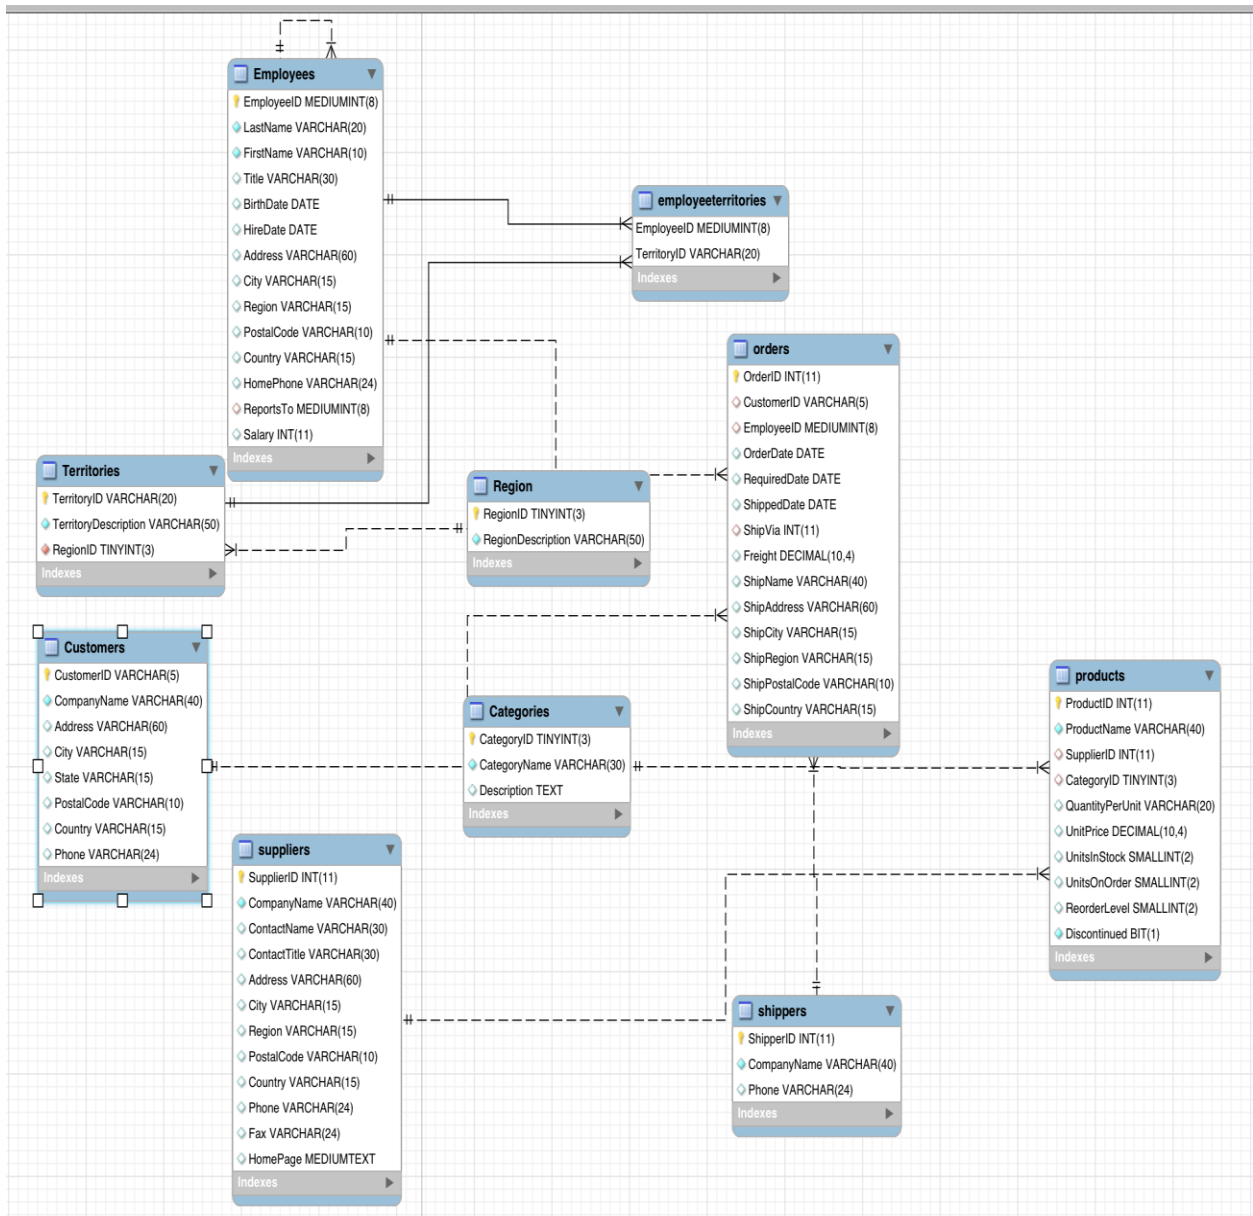 Employees
EmployeeID MEDIUMINT(8)
LastName VARCHAR(20)
FirstName VARCHAR(10)
Title VARCHAR(30)
BirthDate DATE
HireDate DATE
Address VARCHAR(60)
City VARCHAR(15)
Region VARCHAR(15)
PostalCode VARCHAR(10)
Country VARCHAR(15)
HomePhone VARCHAR(24)
ReportsTo MEDIUMINT(8)
Salary INT(11)
Indexes
employeeterritories
EmployeeID MEDIUMINT(8)
TerritoryID VARCHAR(20)
Indexes
orders
OrderID INT(11)
CustomerID VARCHAR(5)
EmployeeID MEDIUMINT(8)
OrderDate DATE
RequiredDate DATE
ShippedDate DATE
ShipVia INT(11)
Freight DECIMAL(10,4)
ShipName VARCHAR(40)
ShipAddress VARCHAR(60)
ShipCity VARCHAR(15)
ShipRegion VARCHAR(15)
ShipPostalCode VARCHAR(10)
ShipCountry VARCHAR(15)
Indexes
Territories
TerritoryID VARCHAR(20)
TerritoryDescription VARCHAR(50)
RegionID TINYINT(3)
Indexes
Region
RegionID TINYINT(3)
RegionDescription VARCHAR(50)
Indexes
Customers
CustomerID VARCHAR(5)
CompanyName VARCHAR(40)
Address VARCHAR(60)
City VARCHAR(15)
State VARCHAR(15)
PostalCode VARCHAR(10)
Country VARCHAR(15)
Phone VARCHAR(24)
Indexes
Categories
CategoryID TINYINT(3)
CategoryName VARCHAR(30)
Description TEXT
Indexes
products
ProductID INT(11)
ProductName VARCHAR(40)
SupplierID INT(11)
CategoryID TINYINT(3)
QuantityPerUnit VARCHAR(20)
UnitPrice DECIMAL(10,4)
UnitsInStock SMALLINT(2)
UnitsOnOrder SMALLINT(2)
ReorderLevel SMALLINT(2)
Discontinued BIT(1)
Indexes
suppliers
SupplierID INT(11)
CompanyName VARCHAR(40)
ContactName VARCHAR(30)
ContactTitle VARCHAR(30)
Address VARCHAR(60)
City VARCHAR(15)
Region VARCHAR(15)
PostalCode VARCHAR(10)
Country VARCHAR(15)
Phone VARCHAR(24)
Fax VARCHAR(24)
HomePage MEDIUMTEXT
Indexes
shippers
ShipperID INT(11)
CompanyName VARCHAR(40)
Phone VARCHAR(24)
Indexes